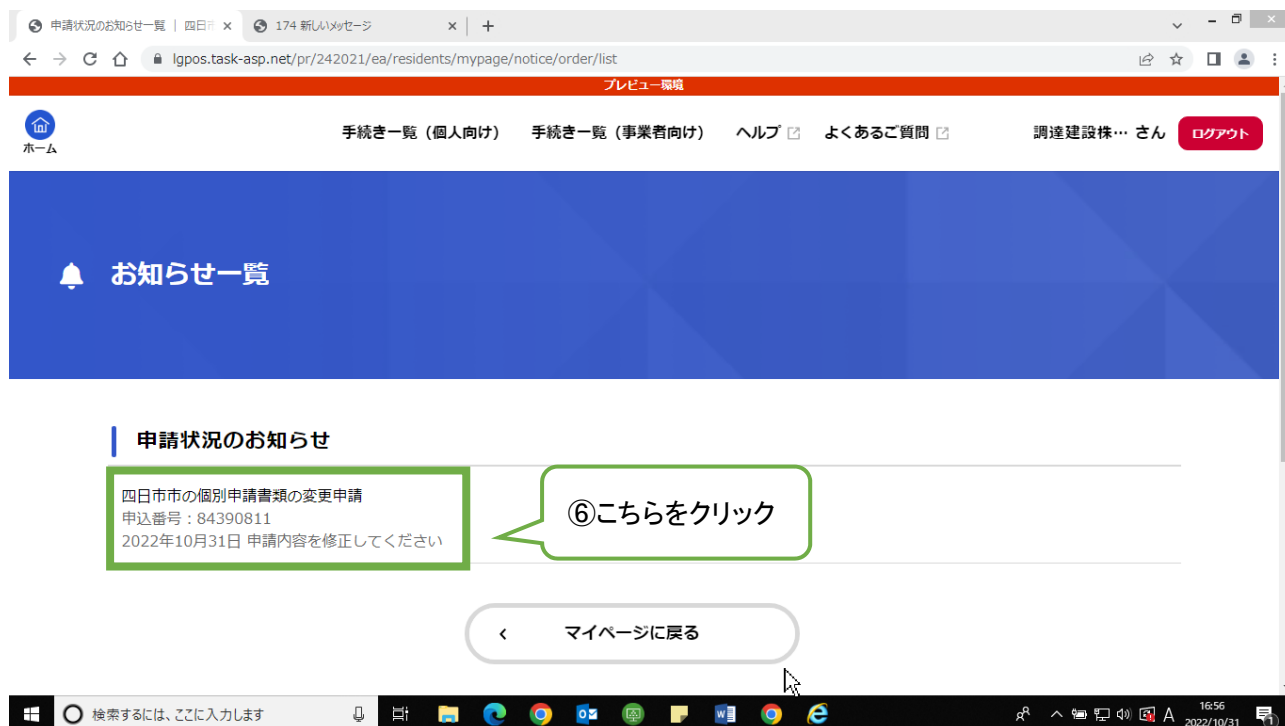 申請状況のお知らせ一覧 | 四日市
174 新しいメッセージ
lgpos.task-asp.net/pr/242021/ea/residents/mypage/notice/order/list
プレビュー環境
ホーム
手続き一覧（個人向け） 手続き一覧（事業者向け） ヘルプ よくあるご質問 調達建設株… さん ログアウト
お知らせ一覧
申請状況のお知らせ
四日市市の個別申請書類の変更申請
申込番号：84390811
2022年10月31日 申請内容を修正してください
⑥こちらをクリック
マイページに戻る
検索するには、ここに入力します
A
16:56
2022/10/31